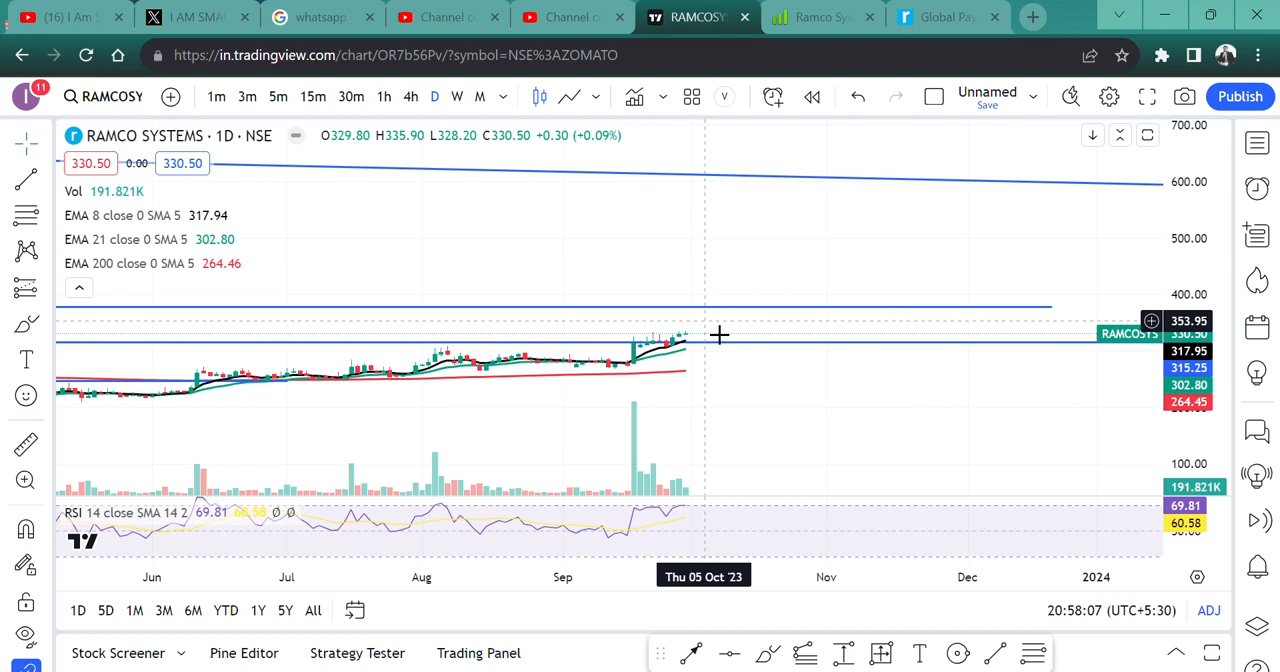 (16) I Am S
I AM SMAL
whatsapp
Channel c
Channel c
RAMCOSY
Ramco Sys
Global Pay
https://in.tradingview.com/chart/OR7b56Pv/?symbol=NSE%3AZOMATO
11
I
RAMCOSY
1m 3m 5m 15m 30m 1h 4h D W M
V
Unnamed
Save
Publish
RAMCO SYSTEMS · 1D · NSE
O329.80 H335.90 L328.20 C330.50 +0.30 (+0.09%)
330.50 0.00 330.50
Vol 191.821K
EMA 8 close 0 SMA 5 317.94
EMA 21 close 0 SMA 5 302.80
EMA 200 close 0 SMA 5 264.46
700.00
600.00
500.00
400.00
353.95
RAMCOSYS 330.50
317.95
315.25
302.80
264.45
100.00
191.821K
RSI 14 close SMA 14 2 69.81 60.58 Ø Ø
69.81
60.58
Jun Jul Aug Sep Thu 05 Oct '23 Nov Dec 2024
1D 5D 1M 3M 6M YTD 1Y 5Y All
20:58:07 (UTC+5:30) ADJ
Stock Screener Pine Editor Strategy Tester Trading Panel